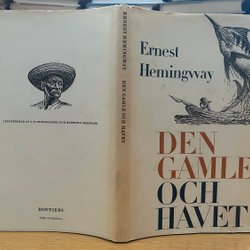 BONNIERS
ERNEST HEMINGWAY DEN GAMLE OCH HAVET
Ernest
Hemingway
DEN
GAMLE
OCH
HAVET